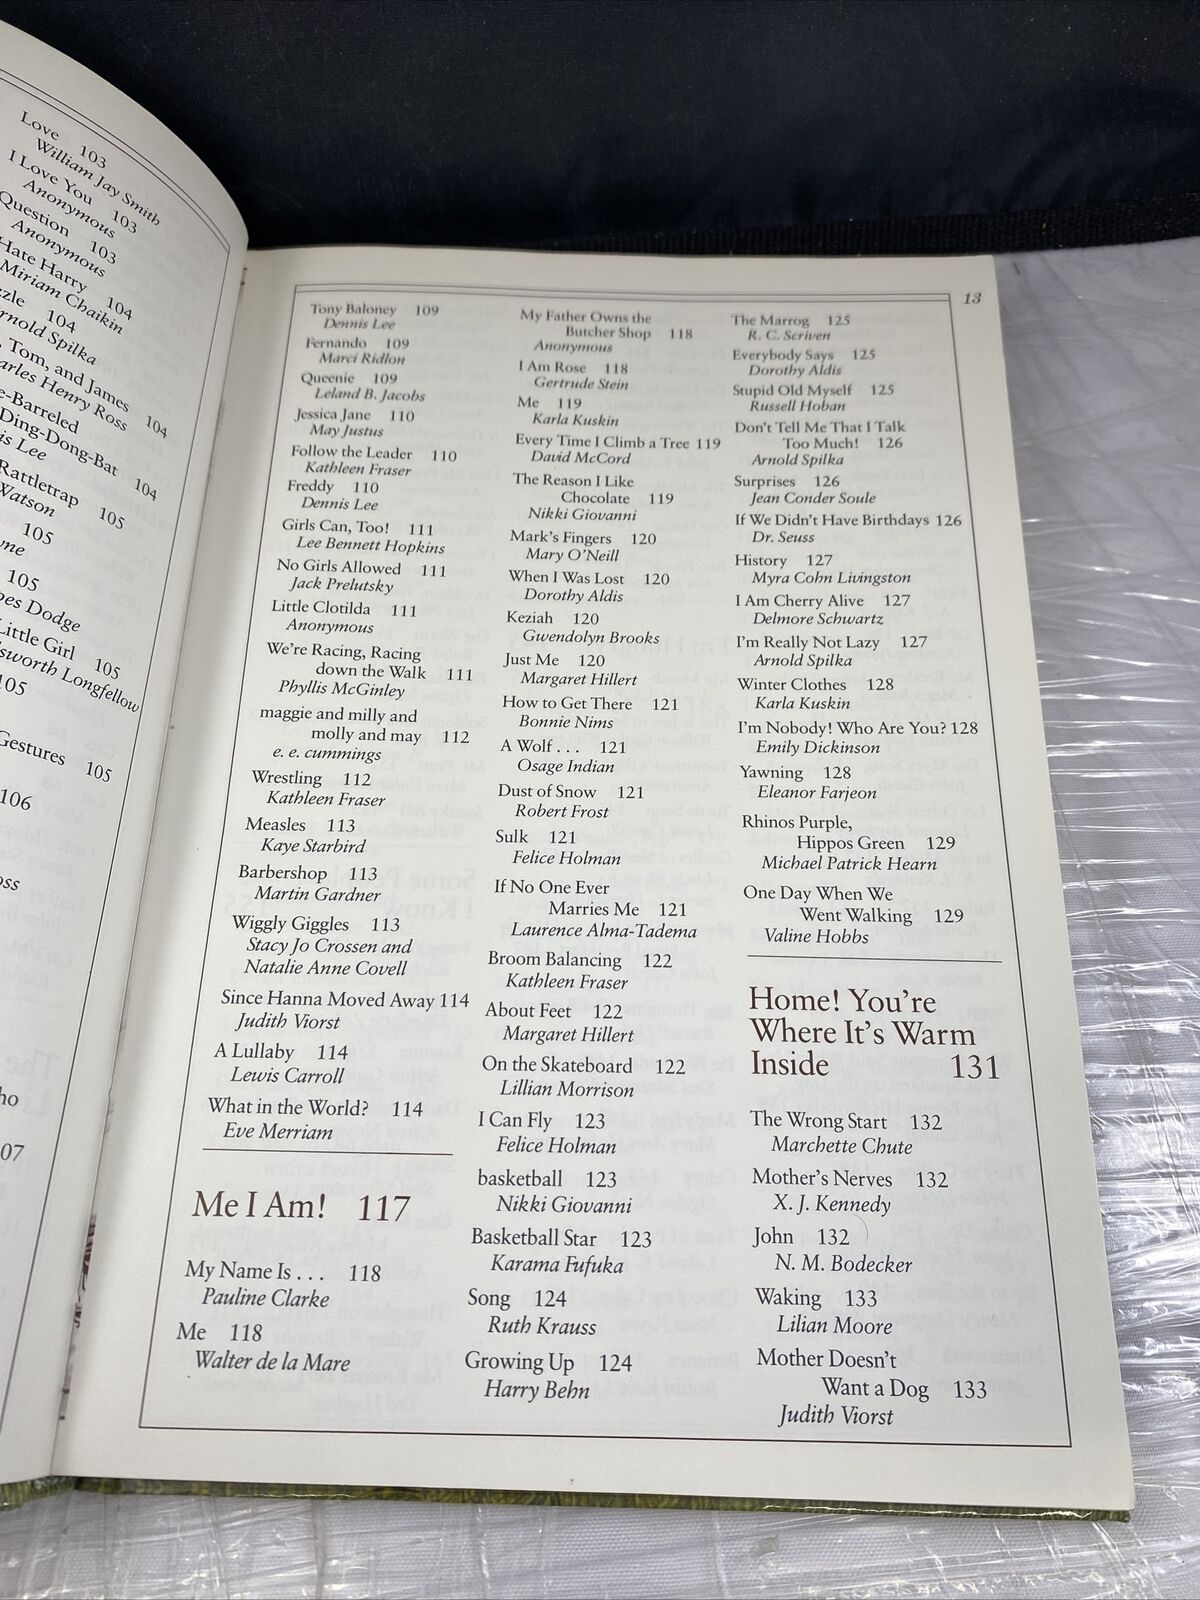 Love 103
William Jay Smith
I Love You 103
Anonymous
Question 103
Anonymous
Hate Harry 104
Miriam Chaikin
104
Arnold Spilka
, Tom, and James 104
Charles Henry Ross
-Barreled
Ding-Dong-Bat 104
Lee
Rattletrap 105
Watson
105
105
Dodge
Little Girl 105
Longfellow
105
Gestures 105
106
13
Tony Baloney 109
Dennis Lee
Fernando 109
Marci Ridlon
Queenie 109
Leland B. Jacobs
Jessica Jane 110
May Justus
Follow the Leader 110
Kathleen Fraser
Freddy 110
Dennis Lee
Girls Can, Too! 111
Lee Bennett Hopkins
No Girls Allowed 111
Jack Prelutsky
Little Clotilda 111
Anonymous
We're Racing, Racing
down the Walk 111
Phyllis McGinley
maggie and milly and
molly and may 112
e. e. cummings
Wrestling 112
Kathleen Fraser
Measles 113
Kaye Starbird
Barbershop 113
Martin Gardner
Wiggly Giggles 113
Stacy Jo Crossen and
Natalie Anne Covell
Since Hanna Moved Away 114
Judith Viorst
A Lullaby 114
Lewis Carroll
What in the World? 114
Eve Merriam
Me I Am! 117
My Name Is . . . 118
Pauline Clarke
Me 118
Walter de la Mare
My Father Owns the
Butcher Shop 118
Anonymous
I Am Rose 118
Gertrude Stein
Me 119
Karla Kuskin
Every Time I Climb a Tree 119
David McCord
The Reason I Like
Chocolate 119
Nikki Giovanni
Mark's Fingers 120
Mary O'Neill
When I Was Lost 120
Dorothy Aldis
Keziah 120
Gwendolyn Brooks
Just Me 120
Margaret Hillert
How to Get There 121
Bonnie Nims
A Wolf . . . 121
Osage Indian
Dust of Snow 121
Robert Frost
Sulk 121
Felice Holman
If No One Ever
Marries Me 121
Laurence Alma-Tadema
Broom Balancing 122
Kathleen Fraser
About Feet 122
Margaret Hillert
On the Skateboard 122
Lillian Morrison
I Can Fly 123
Felice Holman
basketball 123
Nikki Giovanni
Basketball Star 123
Karama Fufuka
Song 124
Ruth Krauss
Growing Up 124
Harry Behn
The Marrog 125
R. C. Scriven
Everybody Says 125
Dorothy Aldis
Stupid Old Myself 125
Russell Hoban
Don't Tell Me That I Talk
Too Much! 126
Arnold Spilka
Surprises 126
Jean Conder Soule
If We Didn't Have Birthdays 126
Dr. Seuss
History 127
Myra Cohn Livingston
I Am Cherry Alive 127
Delmore Schwartz
I'm Really Not Lazy 127
Arnold Spilka
Winter Clothes 128
Karla Kuskin
I'm Nobody! Who Are You? 128
Emily Dickinson
Yawning 128
Eleanor Farjeon
Rhinos Purple,
Hippos Green 129
Michael Patrick Hearn
One Day When We
Went Walking 129
Valine Hobbs
Home! You're
Where It's Warm
Inside 131
The Wrong Start 132
Marchette Chute
Mother's Nerves 132
X. J. Kennedy
John 132
N. M. Bodecker
Waking 133
Lilian Moore
Mother Doesn't
Want a Dog 133
Judith Viorst